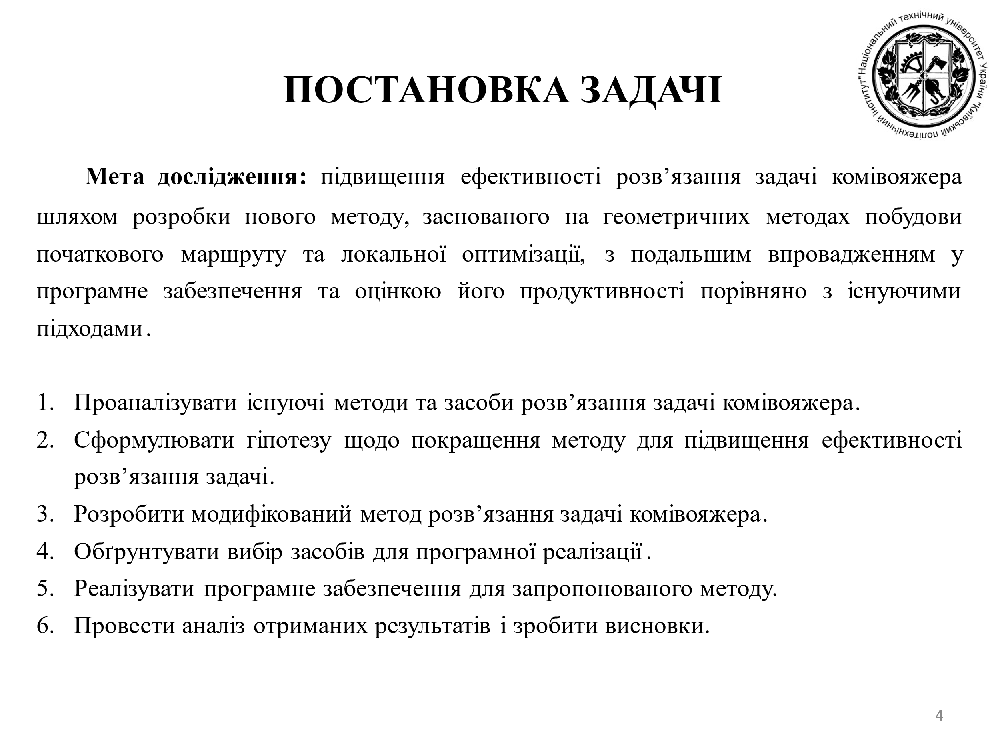 Національний технічний університет України "Київський політехнічний інститут"
ПОСТАНОВКА ЗАДАЧІ
Мета дослідження: підвищення ефективності розв’язання задачі комівояжера
шляхом розробки нового методу, заснованого на геометричних методах побудови
початкового маршруту та локальної оптимізації, з подальшим впровадженням у
програмне забезпечення та оцінкою його продуктивності порівняно з існуючими
підходами.
1. Проаналізувати існуючі методи та засоби розв’язання задачі комівояжера.
2. Сформулювати гіпотезу щодо покращення методу для підвищення ефективності
розв’язання задачі.
3. Розробити модифікований метод розв’язання задачі комівояжера.
4. Обґрунтувати вибір засобів для програмної реалізації.
5. Реалізувати програмне забезпечення для запропонованого методу.
6. Провести аналіз отриманих результатів і зробити висновки.
4